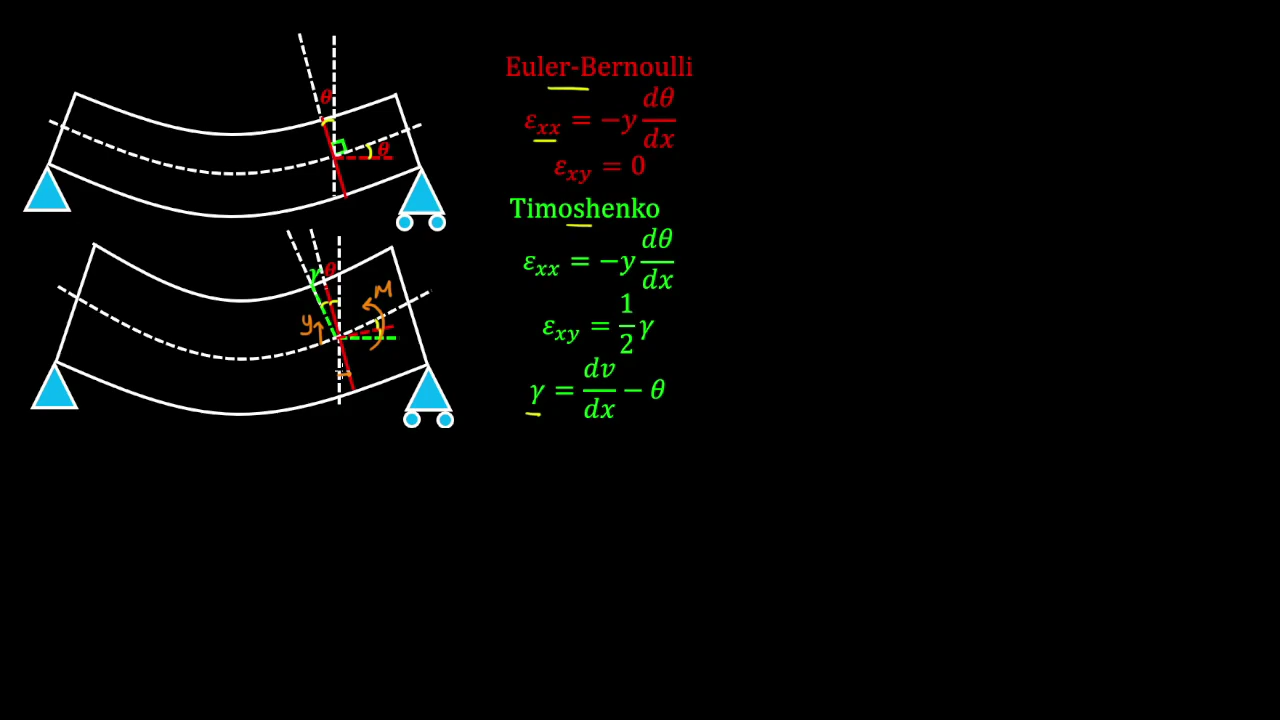 θ
θ
Euler-Bernoulli
εxx = −y dθ/dx
εxy = 0
Timoshenko
εxx = −y dθ/dx
εxy = 1/2 γ
γ = dv/dx − θ
γ θ
M
y